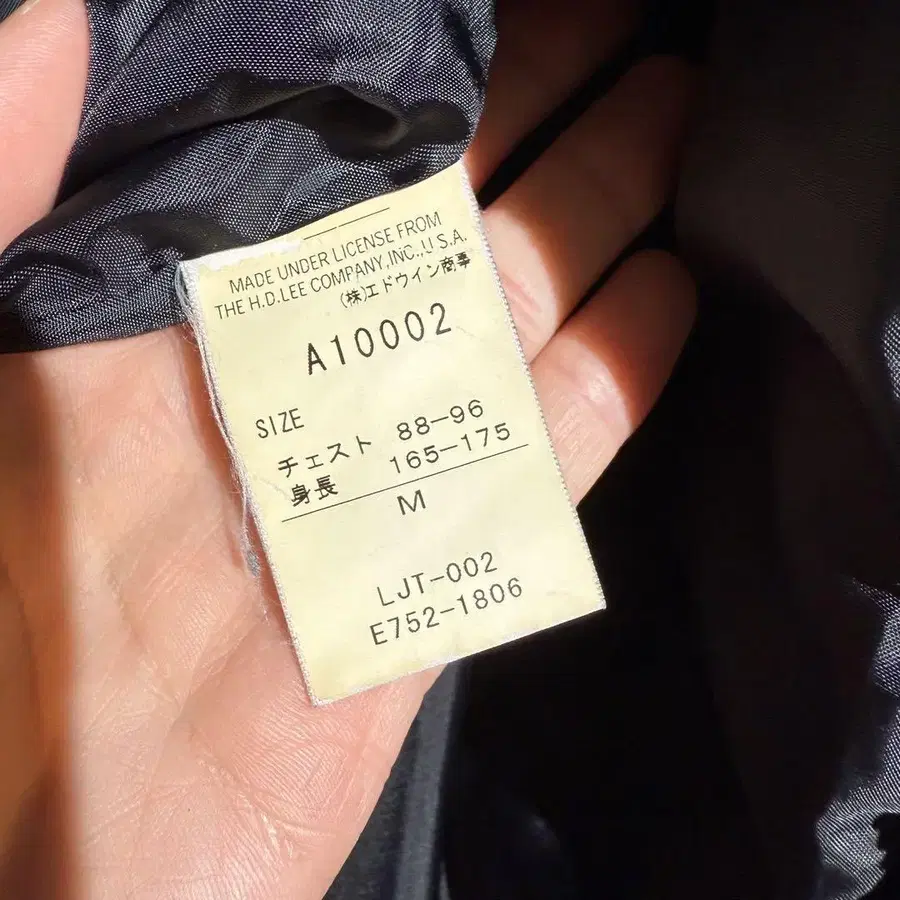 MADE UNDER LICENSE FROM
THE H.D.LEE COMPANY,INC.,U.S.A.
(株)エドウイン商事
A10002
SIZE
チェスト 88-96
身長 165-175
M
LJT-002
E752-1806